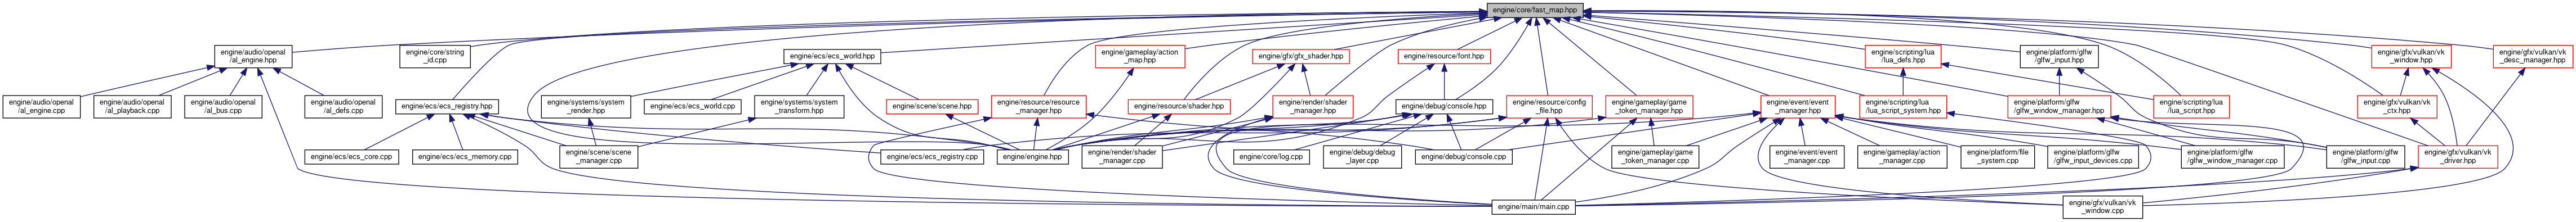 engine/core/fast_map.hpp
engine/audio/openal
/al_engine.hpp
engine/core/string
_id.cpp
engine/ecs/ecs_world.hpp
engine/gameplay/action
_map.hpp
engine/gfx/gfx_shader.hpp
engine/resource/font.hpp
engine/scripting/lua
/lua_defs.hpp
engine/platform/glfw
/glfw_input.hpp
engine/gfx/vulkan/vk
_window.hpp
engine/gfx/vulkan/vk
_desc_manager.hpp
engine/audio/openal
/al_engine.cpp
engine/audio/openal
/al_playback.cpp
engine/audio/openal
/al_bus.cpp
engine/audio/openal
/al_defs.cpp
engine/ecs/ecs_registry.hpp
engine/systems/system
_render.hpp
engine/ecs/ecs_world.cpp
engine/systems/system
_transform.hpp
engine/scene/scene.hpp
engine/resource/resource
_manager.hpp
engine/resource/shader.hpp
engine/render/shader
_manager.hpp
engine/debug/console.hpp
engine/resource/config
_file.hpp
engine/gameplay/game
_token_manager.hpp
engine/event/event
_manager.hpp
engine/scripting/lua
/lua_script_system.hpp
engine/platform/glfw
/glfw_window_manager.hpp
engine/scripting/lua
/lua_script.hpp
engine/gfx/vulkan/vk
_ctx.hpp
engine/ecs/ecs_core.cpp
engine/ecs/ecs_memory.cpp
engine/scene/scene
_manager.cpp
engine/ecs/ecs_registry.cpp
engine/engine.hpp
engine/render/shader
_manager.cpp
engine/core/log.cpp
engine/debug/debug
_layer.cpp
engine/debug/console.cpp
engine/gameplay/game
_token_manager.cpp
engine/event/event
_manager.cpp
engine/gameplay/action
_manager.cpp
engine/platform/file
_system.cpp
engine/platform/glfw
/glfw_input_devices.cpp
engine/platform/glfw
/glfw_window_manager.cpp
engine/platform/glfw
/glfw_input.cpp
engine/gfx/vulkan/vk
_driver.hpp
engine/main/main.cpp
engine/gfx/vulkan/vk
_window.cpp